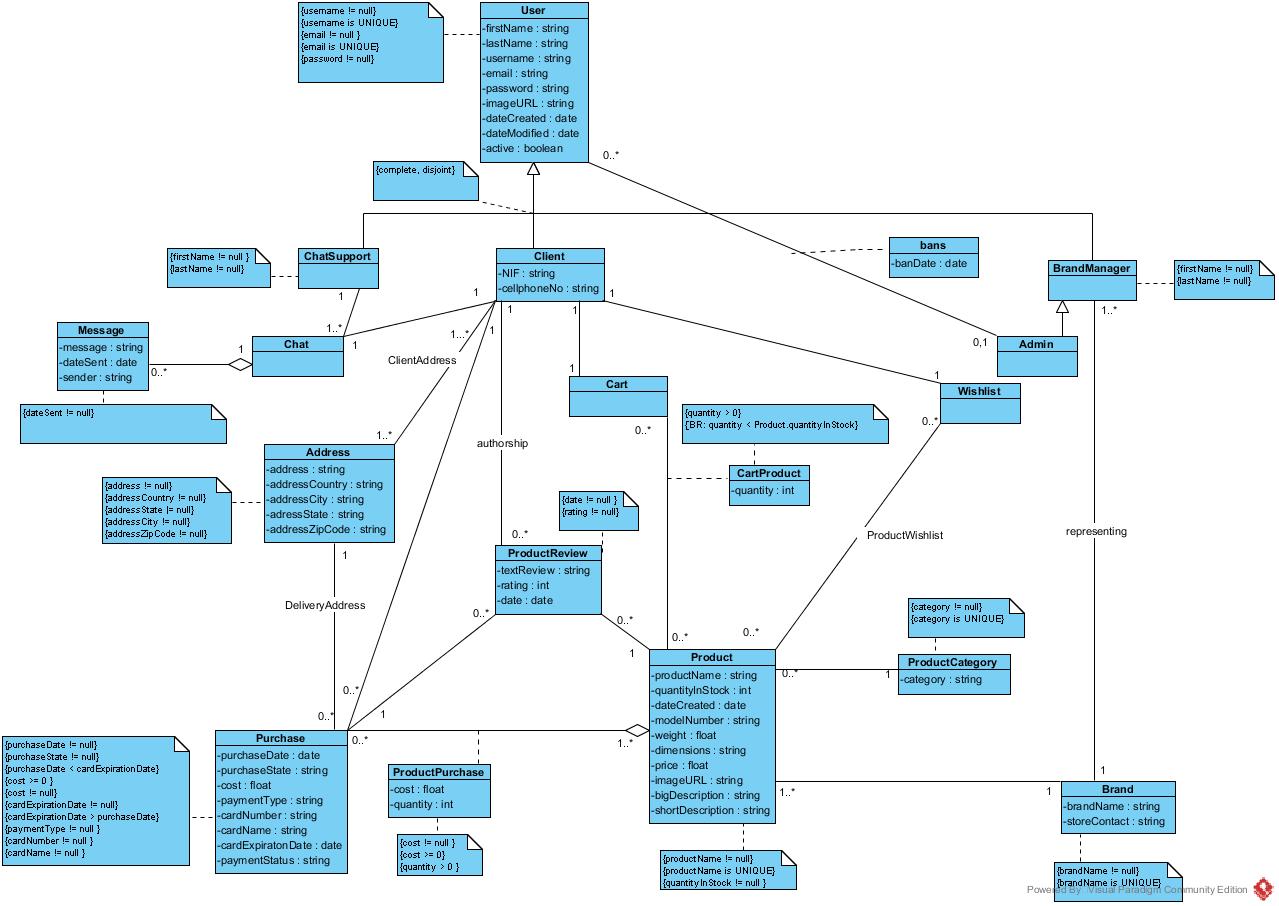 {username != null}
{username is UNIQUE}
{email != null }
{email is UNIQUE}
{password != null}
User
-firstName : string
-lastName : string
-username : string
-email : string
-password : string
-imageURL : string
-dateCreated : date
-dateModified : date
-active : boolean
0..*
{complete, disjoint}
bans
-banDate : date
{firstName != null }
{lastName != null}
ChatSupport
Client
-NIF : string
-cellphoneNo : string
BrandManager
{firstName != null}
{lastName != null}
1
1
1
1
1
1..*
1..*
1...*
1
Message
-message : string
-dateSent : date
-sender : string
1
0..*
Chat
1
ClientAddress
0,1
Admin
1
Cart
1
Wishlist
{dateSent != null}
{quantity > 0}
{BR: quantity < Product.quantityInStock}
0..*
0..*
1..*
authorship
Address
-address : string
-addressCountry : string
-addressCity : string
-adressState : string
-addressZipCode : string
{address != null}
{addressCountry != null}
{addressState != null}
{addressCity != null}
{addressZipCode != null}
CartProduct
-quantity : int
{date != null }
{rating != null}
ProductWishlist
representing
0..*
ProductReview
-textReview : string
-rating : int
-date : date
1
DeliveryAddress
0..*
0..*
1
0..*
0..*
{category != null}
{category is UNIQUE}
ProductCategory
-category : string
0..*
1
Product
-productName : string
-quantityInStock : int
-dateCreated : date
-modelNumber : string
-weight : float
-dimensions : string
-price : float
-imageURL : string
-bigDescription : string
-shortDescription : string
0..*
0..*
1
0..*
1..*
{purchaseDate != null}
{purchaseState != null}
{purchaseDate < cardExpirationDate}
{cost >= 0 }
{cost != null}
{cardExpirationDate != null}
{cardExpirationDate > purchaseDate}
{paymentType != null }
{cardNumber != null }
{cardName != null }
Purchase
-purchaseDate : date
-purchaseState : string
-cost : float
-paymentType : string
-cardNumber : string
-cardName : string
-cardExpiratonDate : date
-paymentStatus : string
ProductPurchase
-cost : float
-quantity : int
{cost != null }
{cost >= 0}
{quantity > 0 }
1..*
1
1
Brand
-brandName : string
-storeContact : string
{productName != null}
{productName is UNIQUE}
{quantityInStock != null }
{brandName != null}
{brandName is UNIQUE}
Powered By Visual Paradigm Community Edition